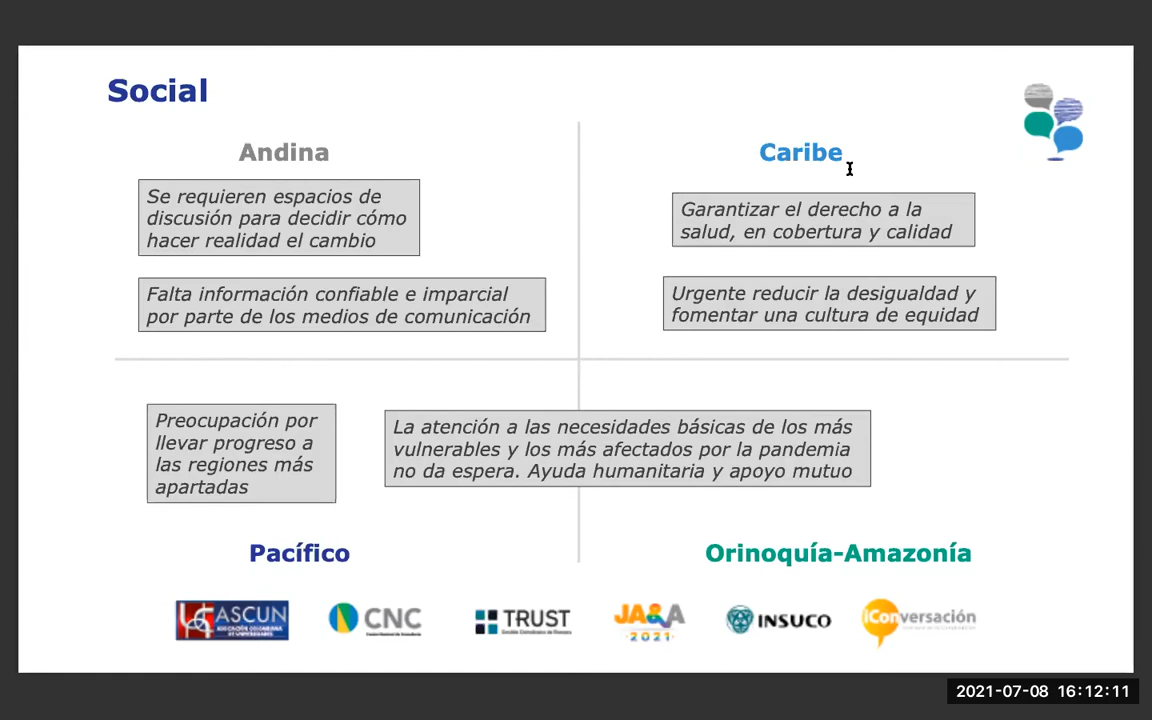 Social
Andina
Se requieren espacios de
discusión para decidir cómo
hacer realidad el cambio
Falta información confiable e imparcial
por parte de los medios de comunicación
Caribe
Garantizar el derecho a la
salud, en cobertura y calidad
Urgente reducir la desigualdad y
fomentar una cultura de equidad
Preocupación por
llevar progreso a
las regiones más
apartadas
La atención a las necesidades básicas de los más
vulnerables y los más afectados por la pandemia
no da espera. Ayuda humanitaria y apoyo mutuo
Pacífico
Orinoquía-Amazonía
ASCUN
ASOCIACIÓN COLOMBIANA
DE UNIVERSIDADES
CNC
TRUST
JA&A
2021
INSUCO
IConversación
2021-07-08 16:12:11